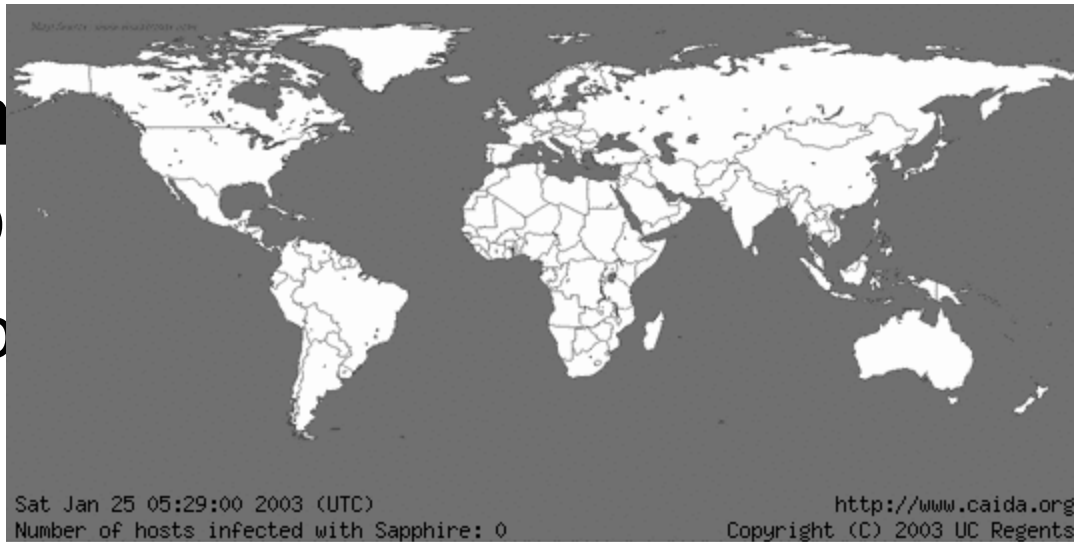 Sat Jan 25 05:29:00 2003 (UTC)
Number of hosts infected with Sapphire: 0
http://www.caida.org
Copyright (C) 2003 UC Regents